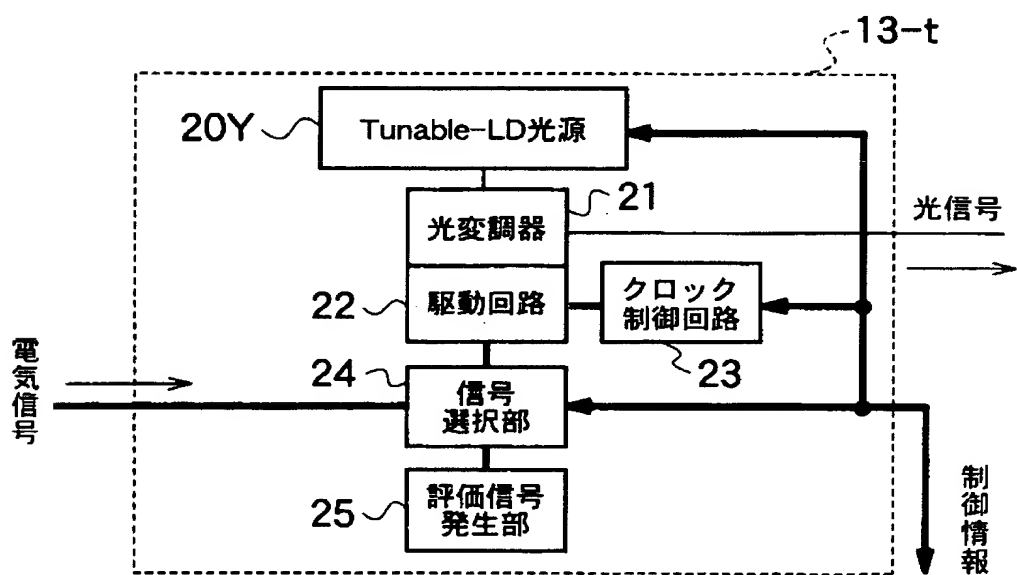 13-t
20Y
Tunable-LD光源
21
光変調器
光信号
22
駆動回路
クロック
制御回路
23
電気信号
24
信号
選択部
25
評価信号
発生部
制御情報